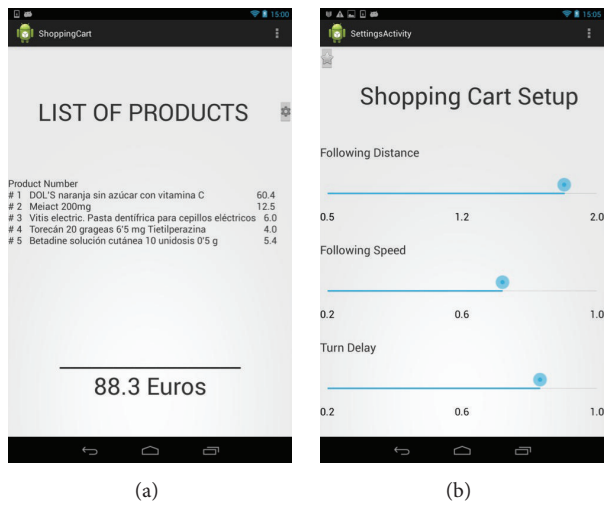 15:00
ShoppingCart
LIST OF PRODUCTS
Product Number
# 1 DOL'S naranja sin azúcar con vitamina C 60.4
# 2 Meiact 200mg 12.5
# 3 Vitis electric. Pasta dentífrica para cepillos eléctricos 6.0
# 4 Torecán 20 grageas 6'5 mg Tietilperazina 4.0
# 5 Betadine solución cutánea 10 unidosis 0'5 g 5.4
88.3 Euros
(a)
15:05
SettingsActivity
Shopping Cart Setup
Following Distance
0.5 1.2 2.0
Following Speed
0.2 0.6 1.0
Turn Delay
0.2 0.6 1.0
(b)